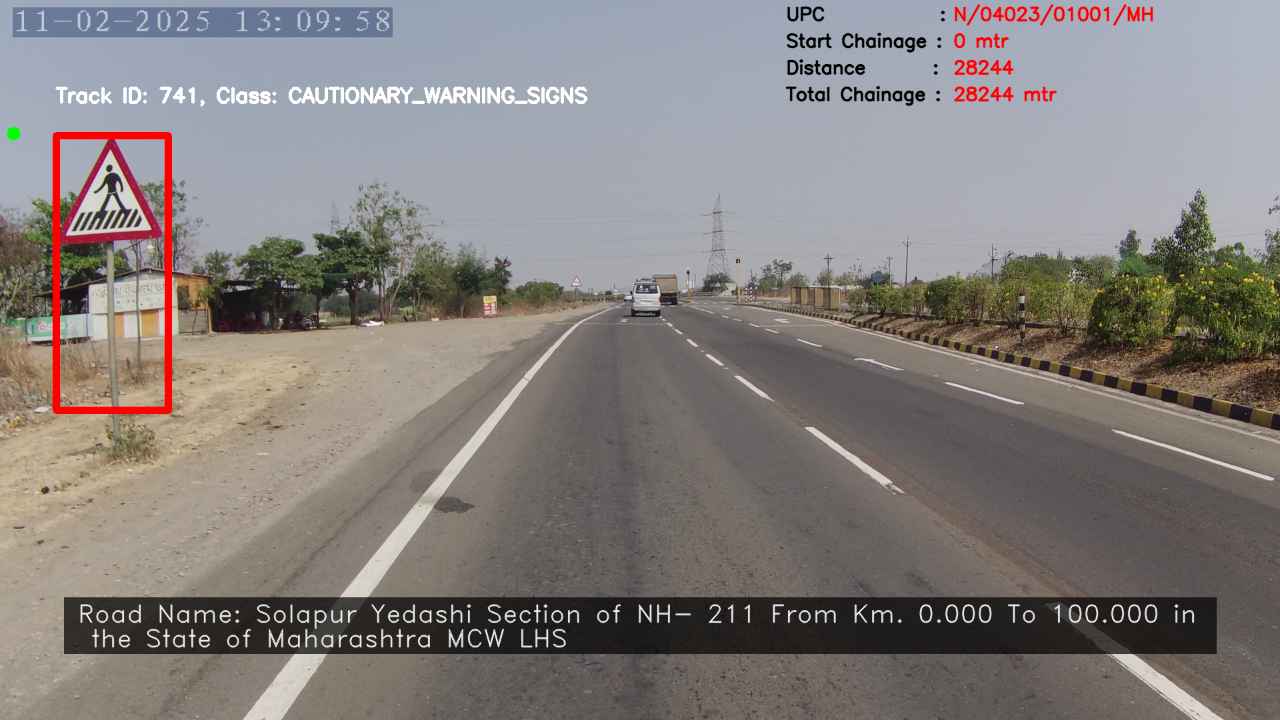 11-02-2025 13:09:58
UPC : N/04023/01001/MH
Start Chainage : 0 mtr
Distance : 28244
Total Chainage : 28244 mtr
Track ID: 741, Class: CAUTIONARY_WARNING_SIGNS
Road Name: Solapur Yedashi Section of NH- 211 From Km. 0.000 To 100.000 in
the State of Maharashtra MCW LHS